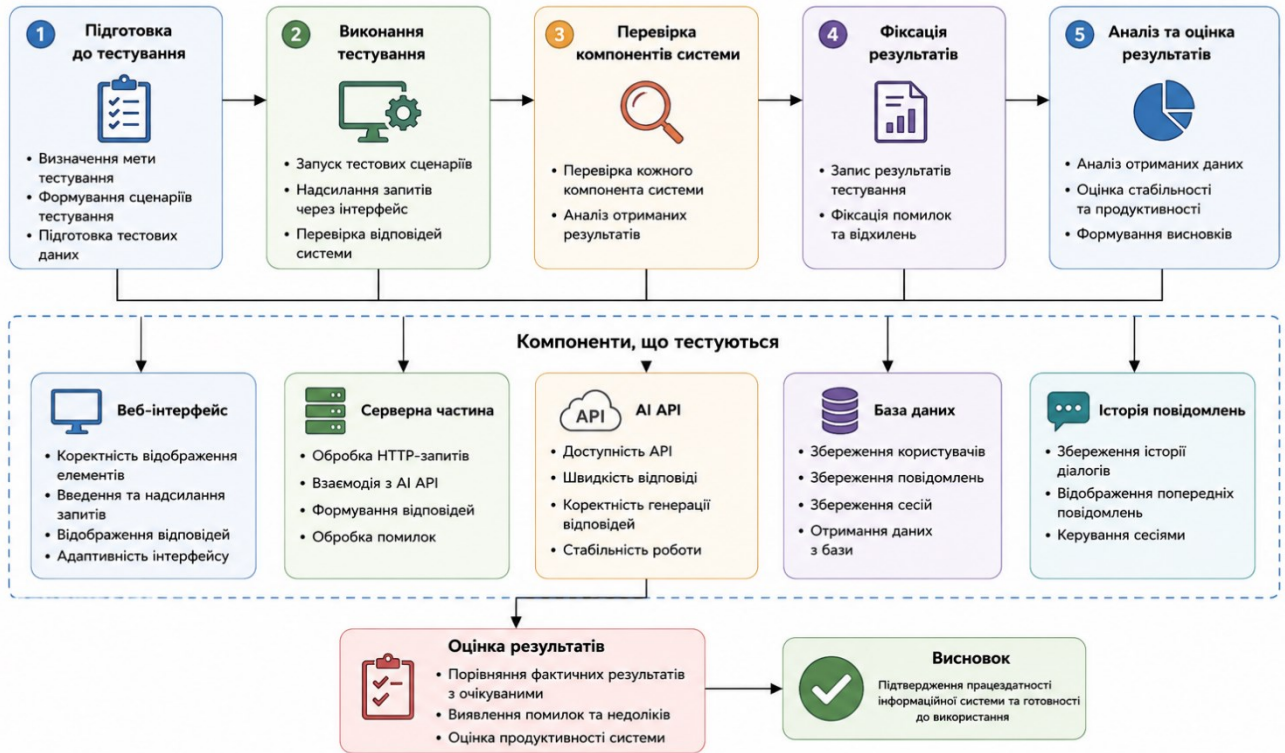 1 Підготовка
до тестування
• Визначення мети
тестування
• Формування сценаріїв
тестування
• Підготовка тестових
даних
2 Виконання
тестування
• Запуск тестових сценаріїв
• Надсилання запитів
через інтерфейс
• Перевірка відповідей
системи
3 Перевірка
компонентів системи
• Перевірка кожного
компонента системи
• Аналіз отриманих
результатів
4 Фіксація
результатів
• Запис результатів
тестування
• Фіксація помилок
та відхилень
5 Аналіз та оцінка
результатів
• Аналіз отриманих даних
• Оцінка стабільності
та продуктивності
• Формування висновків
Компоненти, що тестуються
Веб-інтерфейс
• Коректність відображення
елементів
• Введення та надсилання
запитів
• Відображення відповідей
• Адаптивність інтерфейсу
Серверна частина
• Обробка HTTP-запитів
• Взаємодія з AI API
• Формування відповідей
• Обробка помилок
API
AI API
• Доступність API
• Швидкість відповіді
• Коректність генерації
відповідей
• Стабільність роботи
База даних
• Збереження користувачів
• Збереження повідомлень
• Збереження сесій
• Отримання даних
з бази
Історія повідомлень
• Збереження історії
діалогів
• Відображення попередніх
повідомлень
• Керування сесіями
Оцінка результатів
• Порівняння фактичних результатів
з очікуваними
• Виявлення помилок та недоліків
• Оцінка продуктивності системи
Висновок
Підтвердження працездатності
інформаційної системи та готовності
до використання